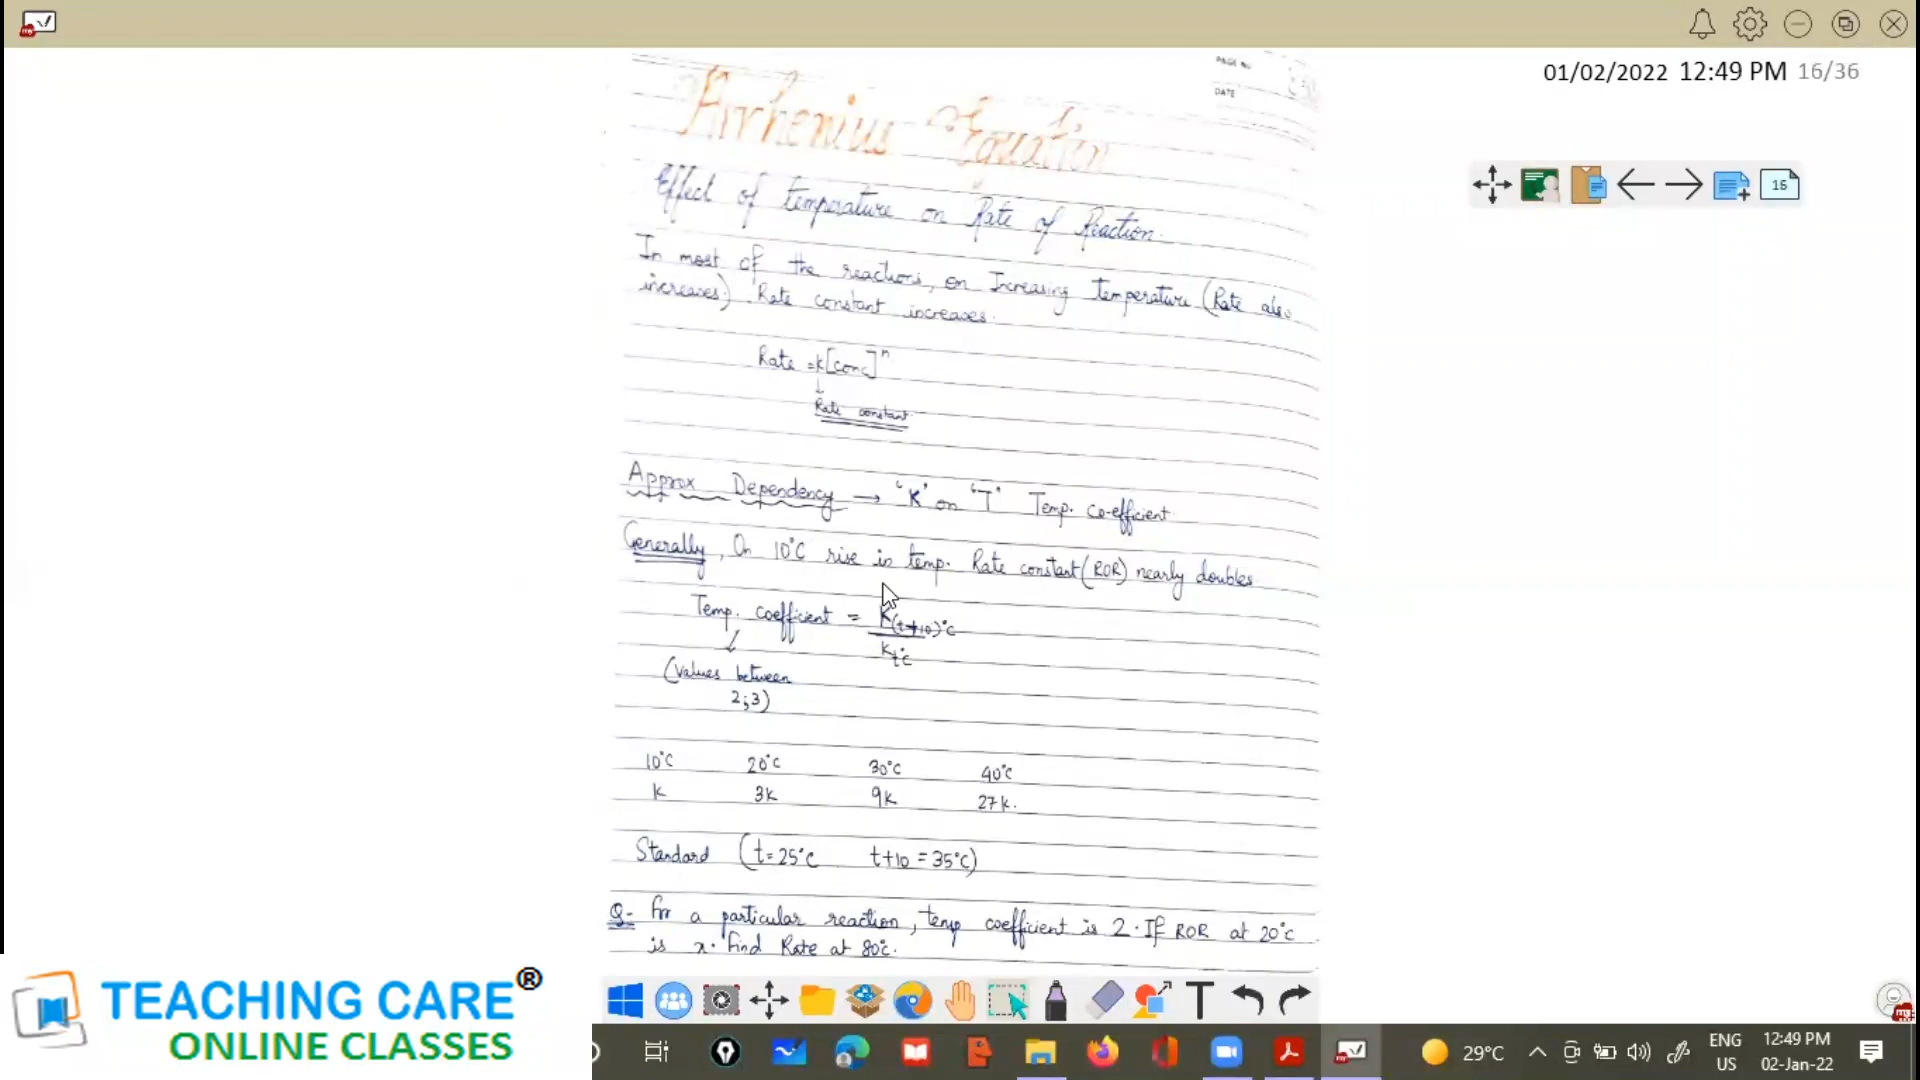 01/02/2022 12:49 PM 16/36
PAGE No
DATE
Arrhenius Equation
Effect of temperature on Rate of Reaction.
In most of the reactions, on Increasing temperature (Rate also
increases). Rate constant increases.
Rate = k[conc]ⁿ
↓
Rate constant
Approx Dependency → "K" on "T" Temp. co-efficient
Generally, On 10°C rise in temp. Rate constant (ROR) nearly doubles
Temp. coefficient = K(t+10)°C
kt°C
(values between
2;3)
10°C 20°C 30°C 40°C
k 3k 9k 27k.
Standard (t=25°C t+10=35°C)
Q- For a particular reaction, temp coefficient is 2. If ROR at 20°C
is x. Find Rate at 80°C.
16
TEACHING CARE®
ONLINE CLASSES
T
29°C
ENG
US
12:49 PM
02-Jan-22